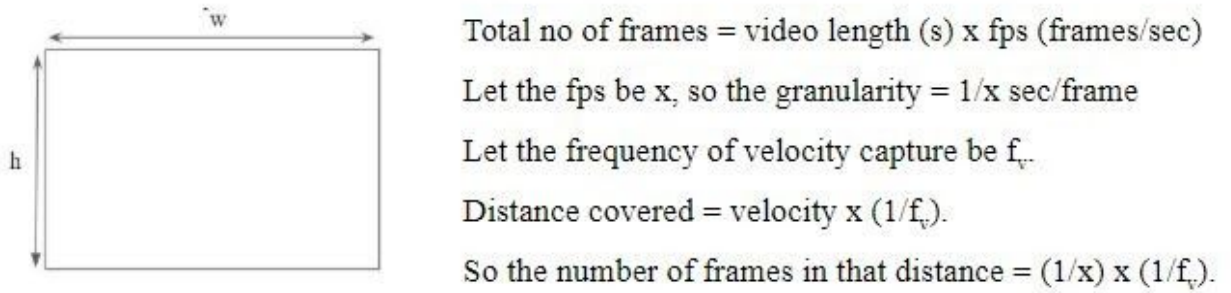 w
h
Total no of frames = video length (s) x fps (frames/sec)
Let the fps be x, so the granularity = 1/x sec/frame
Let the frequency of velocity capture be fᵥ.
Distance covered = velocity x (1/fᵥ).
So the number of frames in that distance = (1/x) x (1/fᵥ).